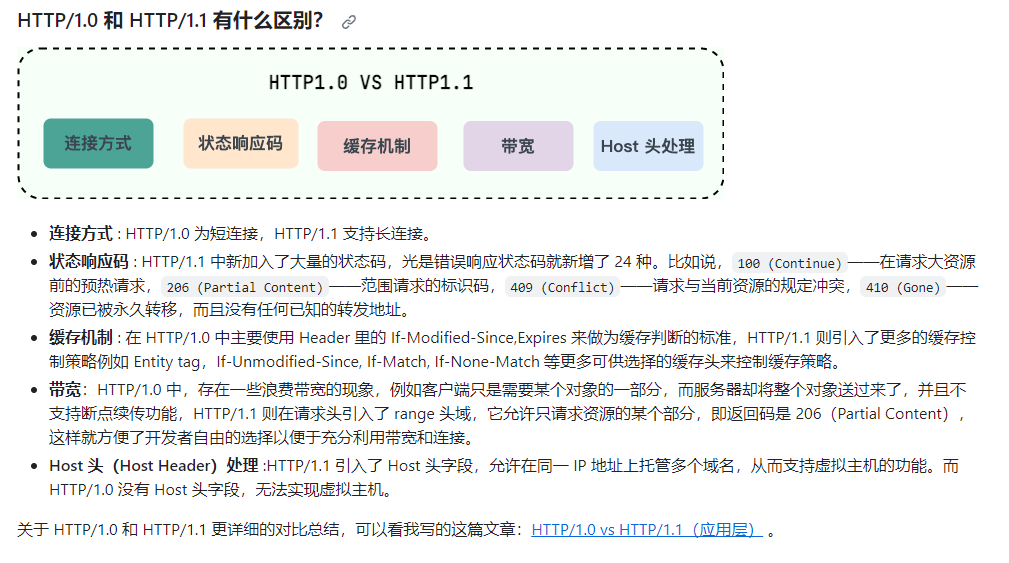 HTTP/1.0 和 HTTP/1.1 有什么区别？
HTTP1.0 VS HTTP1.1
连接方式
状态响应码
缓存机制
带宽
Host 头处理
• 连接方式 : HTTP/1.0 为短连接，HTTP/1.1 支持长连接。
• 状态响应码 : HTTP/1.1 中新加入了大量的状态码，光是错误响应状态码就新增了 24 种。比如说，100 (Continue)——在请求大资源
前的预热请求，206 (Partial Content)——范围请求的标识码，409 (Conflict)——请求与当前资源的规定冲突，410 (Gone)——
资源已被永久转移，而且没有任何已知的转发地址。
• 缓存机制 : 在 HTTP/1.0 中主要使用 Header 里的 If-Modified-Since,Expires 来做为缓存判断的标准，HTTP/1.1 则引入了更多的缓存控
制策略例如 Entity tag，If-Unmodified-Since, If-Match, If-None-Match 等更多可供选择的缓存头来控制缓存策略。
• 带宽：HTTP/1.0 中，存在一些浪费带宽的现象，例如客户端只是需要某个对象的一部分，而服务器却将整个对象送过来了，并且不
支持断点续传功能，HTTP/1.1 则在请求头引入了 range 头域，它允许只请求资源的某个部分，即返回码是 206（Partial Content），
这样就方便了开发者自由的选择以便于充分利用带宽和连接。
• Host 头（Host Header）处理 :HTTP/1.1 引入了 Host 头字段，允许在同一 IP 地址上托管多个域名，从而支持虚拟主机的功能。而
HTTP/1.0 没有 Host 头字段，无法实现虚拟主机。
关于 HTTP/1.0 和 HTTP/1.1 更详细的对比总结，可以看我写的这篇文章：HTTP/1.0 vs HTTP/1.1（应用层） 。